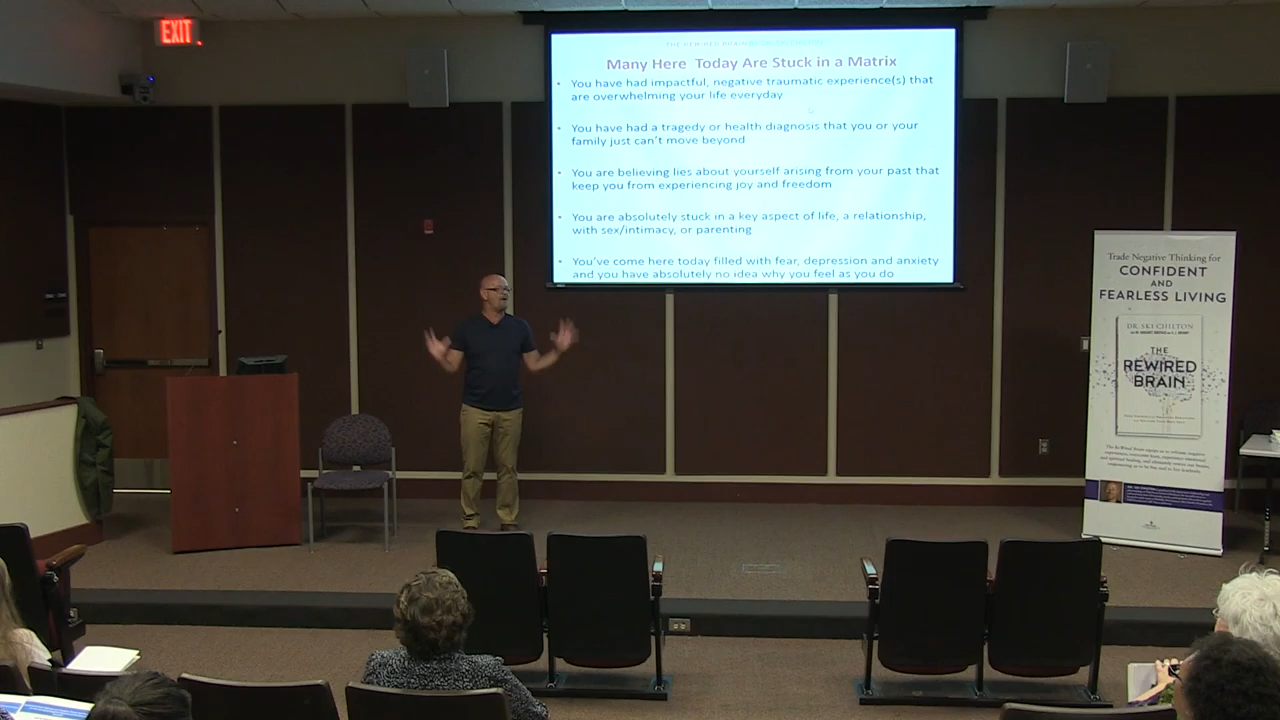 EXIT
THE REWIRED BRAIN
Many Here Today Are Stuck in a Matrix
• You have had impactful, negative traumatic experience(s) that
are overwhelming your life everyday
• You have had a tragedy or health diagnosis that you or your
family just can't move beyond
• You are believing lies about yourself arising from your past that
keep you from experiencing joy and freedom
• You are absolutely stuck in a key aspect of life, a relationship,
with sex/intimacy, or parenting
• You've come here today filled with fear, depression and anxiety
and you have absolutely no idea why you feel as you do
Trade Negative Thinking for
CONFIDENT
AND
FEARLESS LIVING
DR. SKI CHILTON
THE
REWIRED
BRAIN